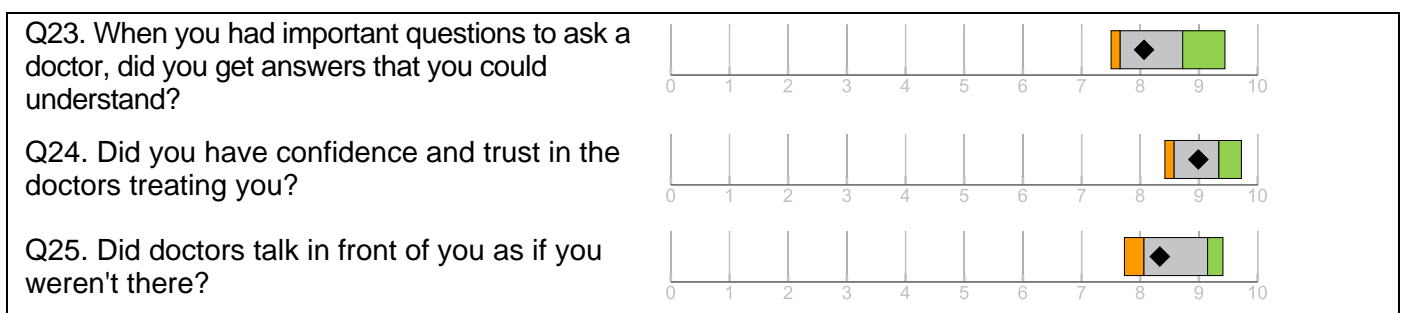 Q23. When you had important questions to ask a
doctor, did you get answers that you could
understand?
0 1 2 3 4 5 6 7 8 9 10
Q24. Did you have confidence and trust in the
doctors treating you?
0 1 2 3 4 5 6 7 8 9 10
Q25. Did doctors talk in front of you as if you
weren't there?
0 1 2 3 4 5 6 7 8 9 10